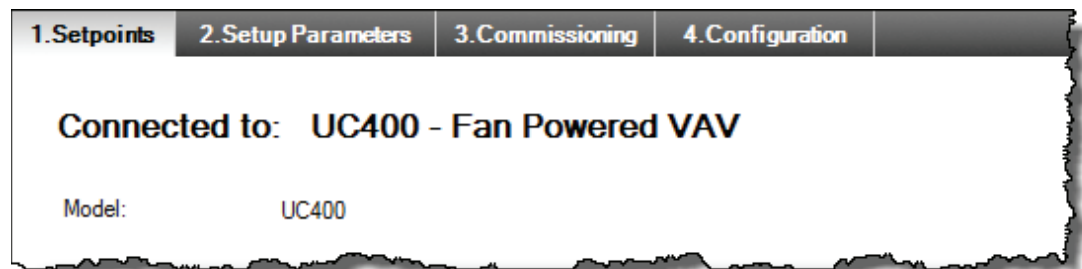 1.Setpoints 2.Setup Parameters 3.Commissioning 4.Configuration
Connected to: UC400 - Fan Powered VAV
Model: UC400